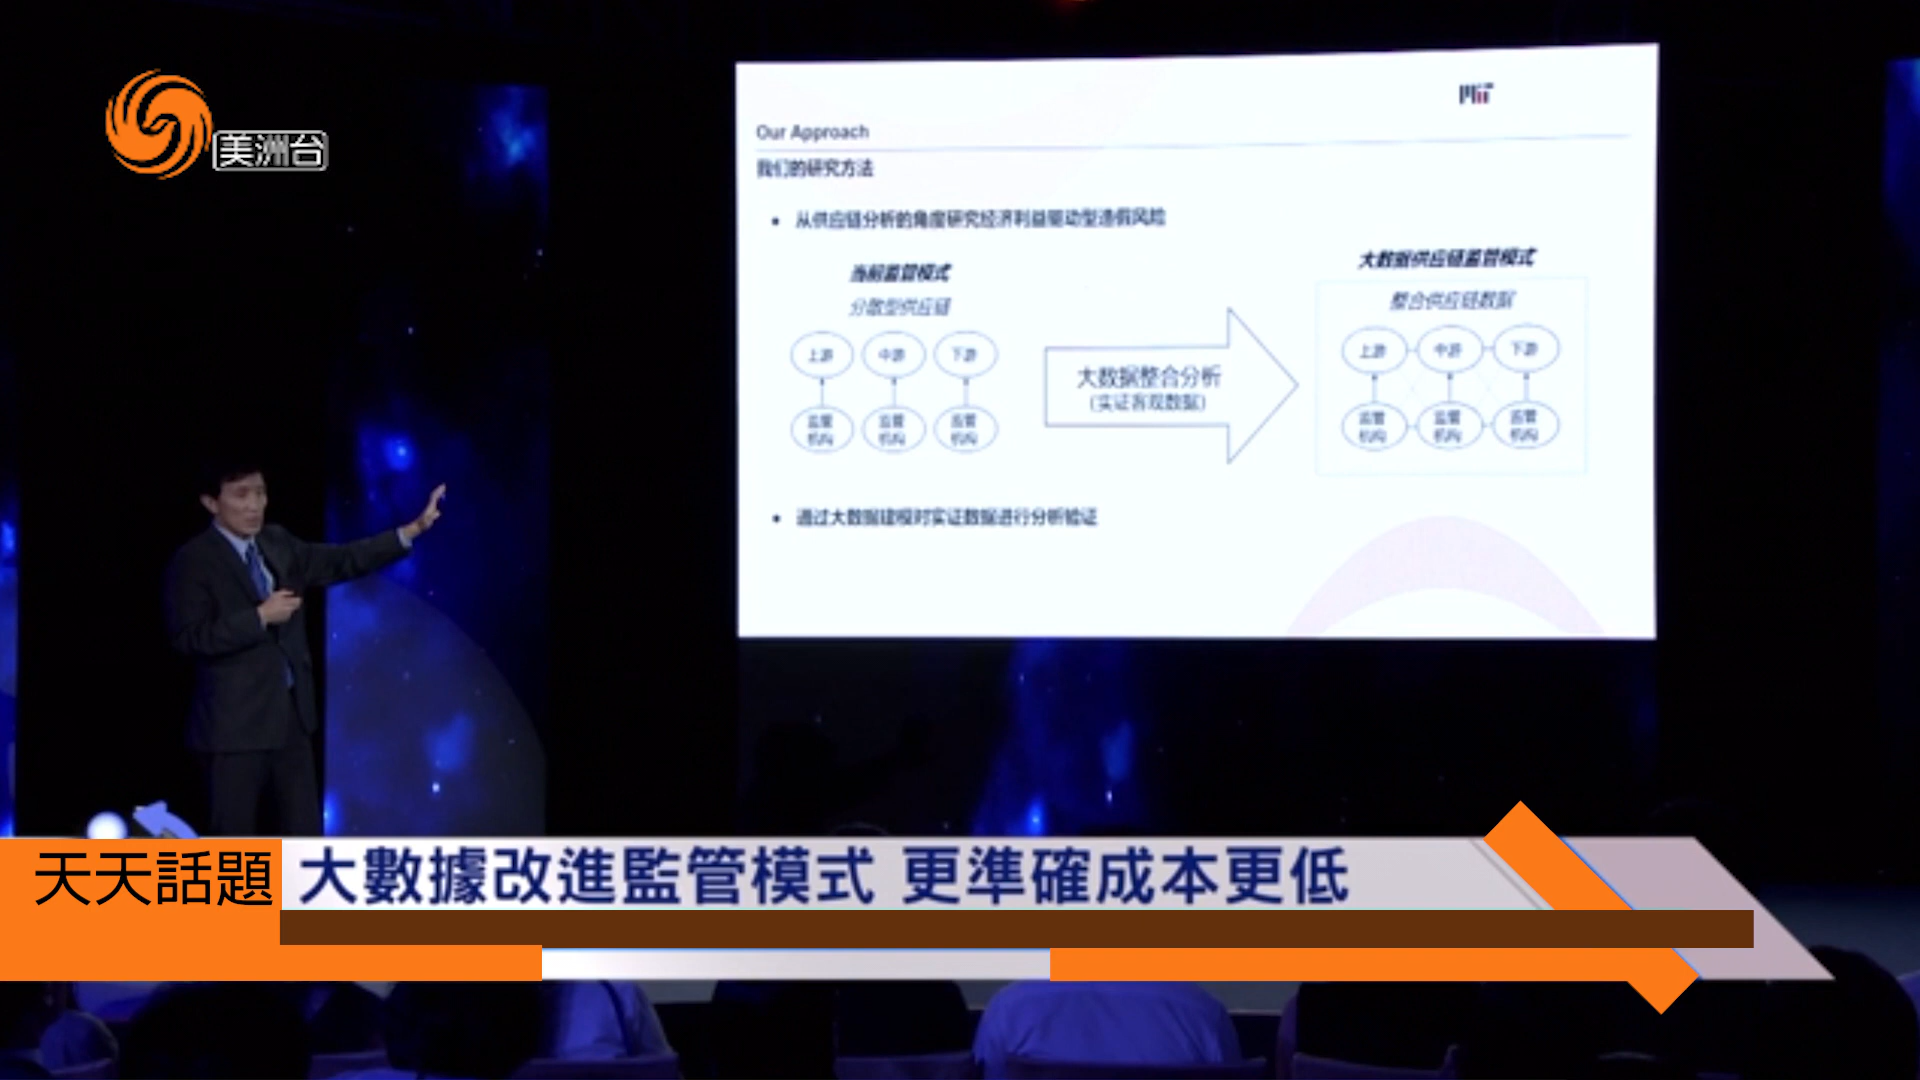 美洲台
MIT
Our Approach
我们的研究方法
• 从供应链分析的角度研究经济利益驱动型造假风险
当前监管模式
分散型供应链
上游 中游 下游
监管机构 监管机构 监管机构
大数据整合分析
(实证客观数据)
大数据供应链监管模式
整合供应链数据
上游 中游 下游
监管机构 监管机构 监管机构
• 通过大数据建模对实证数据进行分析验证
天天話題
大數據改進監管模式 更準確成本更低